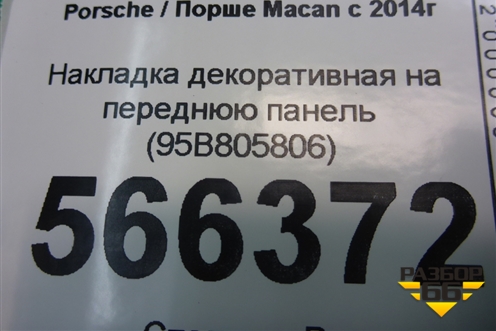 Porsche / Порше Macan с 2014г
Накладка декоративная на
переднюю панель
(95B805806)
566372
РАЗБОР
66